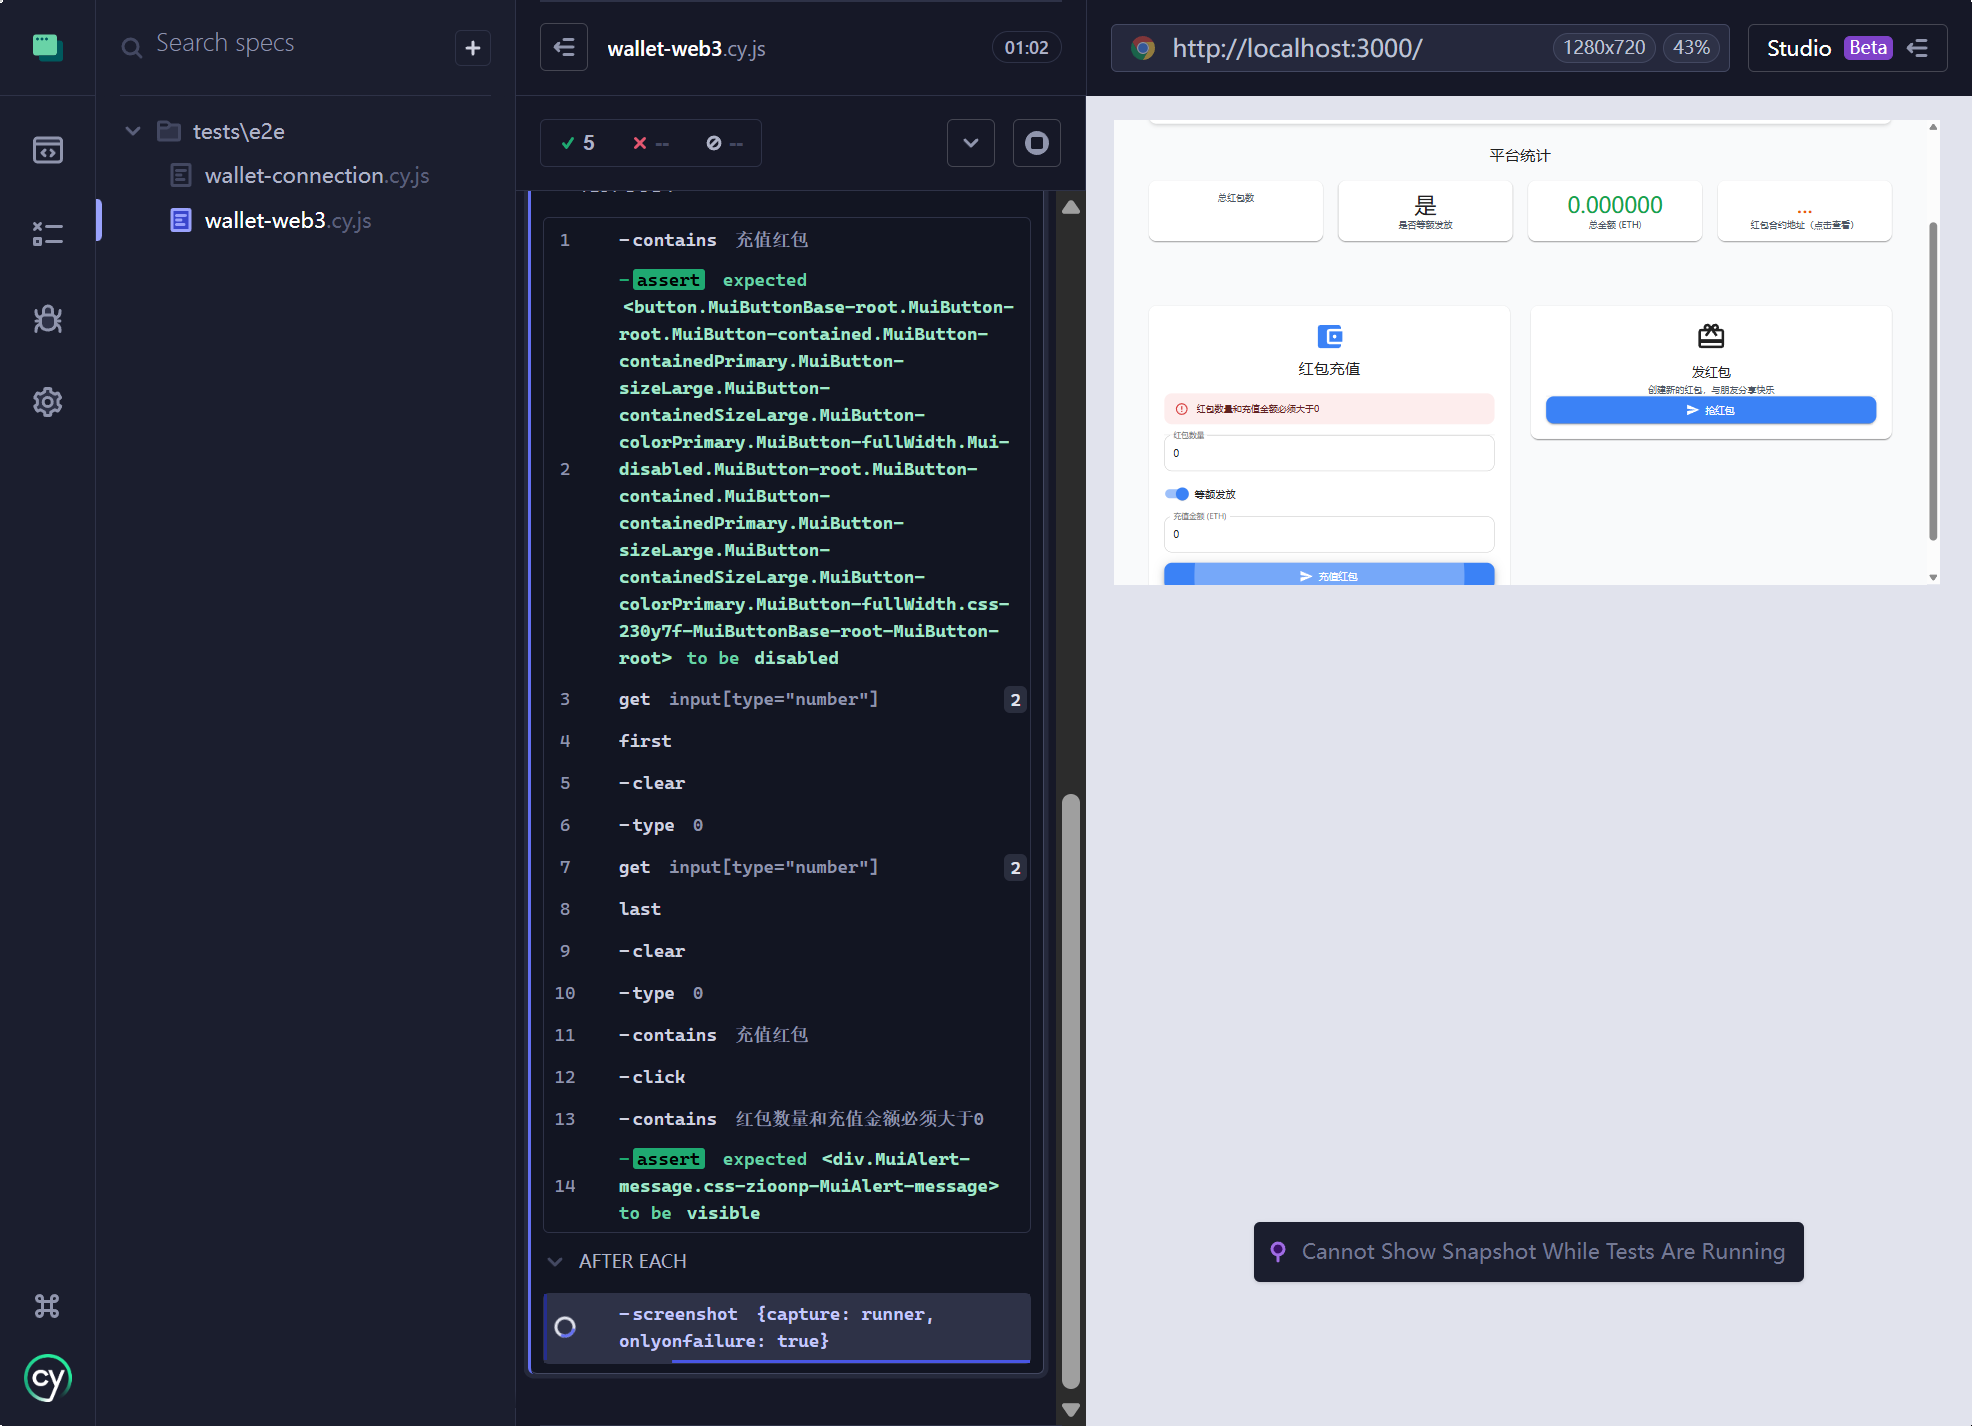 Search specs
+
tests\e2e
wallet-connection.cy.js
wallet-web3.cy.js
cy
wallet-web3.cy.js
01:02
5
--
--
1 -contains 充值红包
-assert expected
<button.MuiButtonBase-root.MuiButton-
root.MuiButton-contained.MuiButton-
containedPrimary.MuiButton-
sizeLarge.MuiButton-
containedSizeLarge.MuiButton-
colorPrimary.MuiButton-fullWidth.Mui-
2 disabled.MuiButton-root.MuiButton-
contained.MuiButton-
containedPrimary.MuiButton-
sizeLarge.MuiButton-
containedSizeLarge.MuiButton-
colorPrimary.MuiButton-fullWidth.css-
230y7f-MuiButtonBase-root-MuiButton-
root> to be disabled
3 get input[type="number"] 2
4 first
5 -clear
6 -type 0
7 get input[type="number"] 2
8 last
9 -clear
10 -type 0
11 -contains 充值红包
12 -click
13 -contains 红包数量和充值金额必须大于0
-assert expected <div.MuiAlert-
14 message.css-zioonp-MuiAlert-message>
to be visible
AFTER EACH
-screenshot {capture: runner,
onlyonfailure: true}
http://localhost:3000/
1280x720
43%
Studio Beta
平台统计
总红包数
是
是否等额发放
0.000000
总金额 (ETH)
...
红包合约地址（点击查看）
红包充值
红包数量和充值金额必须大于0
红包数量
0
等额发放
充值金额 (ETH)
0
充值红包
发红包
创建新的红包，与朋友分享快乐
抢红包
Cannot Show Snapshot While Tests Are Running